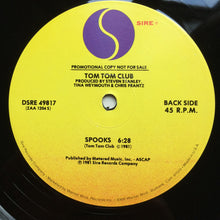 SIRE
PROMOTIONAL COPY NOT FOR SALE
TOM TOM CLUB
PRODUCED BY STEVEN STANLEY,
TINA WEYMOUTH & CHRIS FRANTZ
DSRE 49817
(ZAA 1204 S)
BACK SIDE
45 R.P.M.
SPOOKS 6:28
(Tom Tom Club © 1981)
Published by Metered Music, Inc. - ASCAP
℗ 1981 Sire Records Company